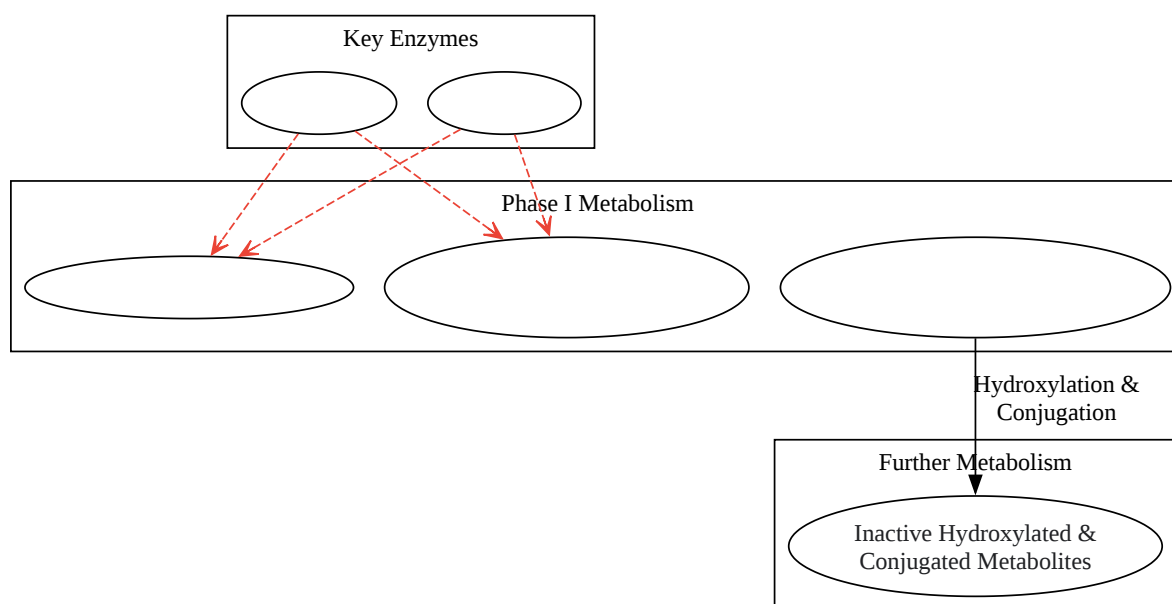 Key Enzymes
Phase I Metabolism
Hydroxylation &
Conjugation
Further Metabolism
Inactive Hydroxylated &
Conjugated Metabolites